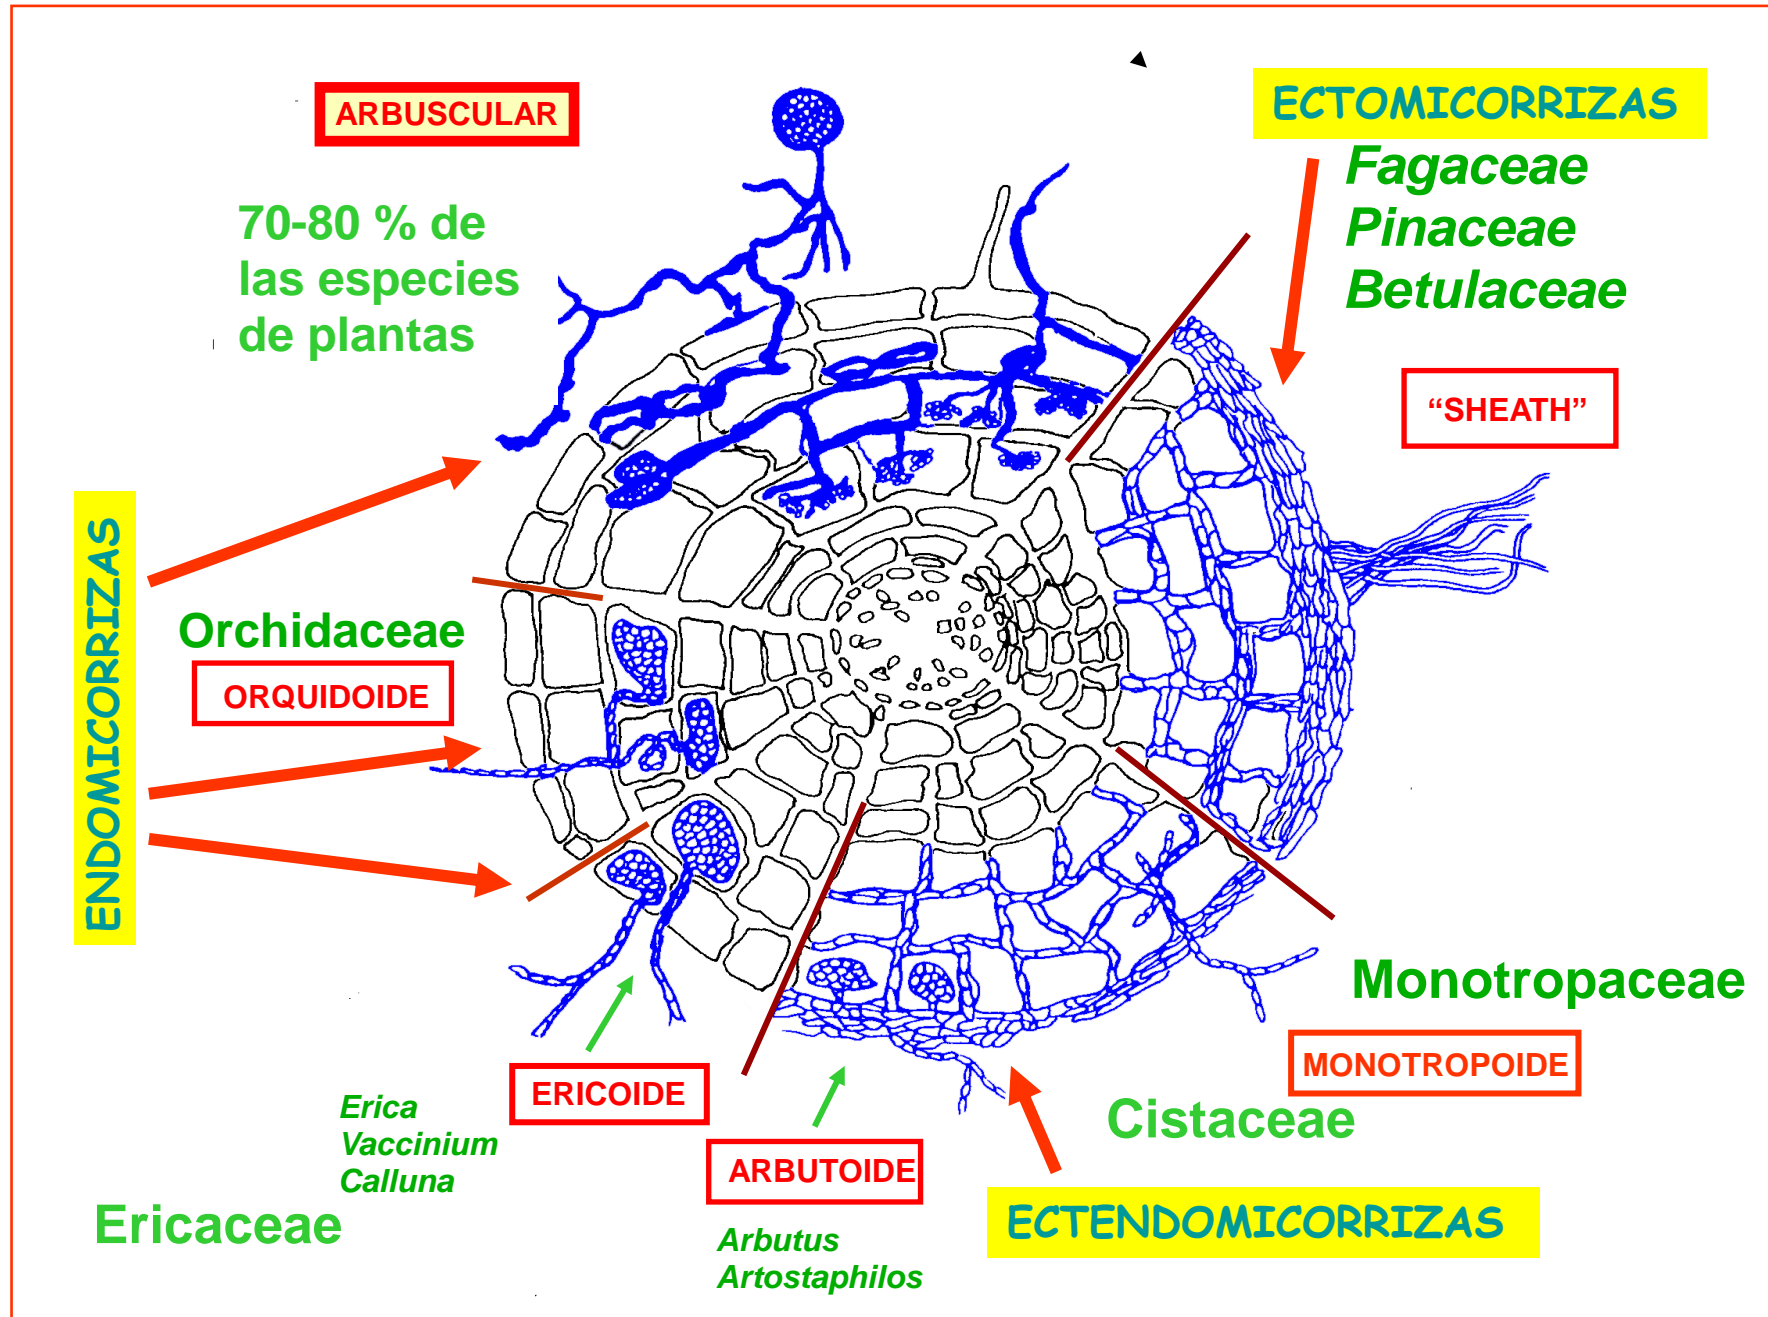 ARBUSCULAR
70-80 % de
las especies
de plantas
ECTOMICORRIZAS
Fagaceae
Pinaceae
Betulaceae
“SHEATH”
ENDOMICORRIZAS
Orchidaceae
ORQUIDOIDE
Monotropaceae
MONOTROPOIDE
ERICOIDE
Erica
Vaccinium
Calluna
Ericaceae
ARBUTOIDE
Arbutus
Artostaphilos
Cistaceae
ECTENDOMICORRIZAS